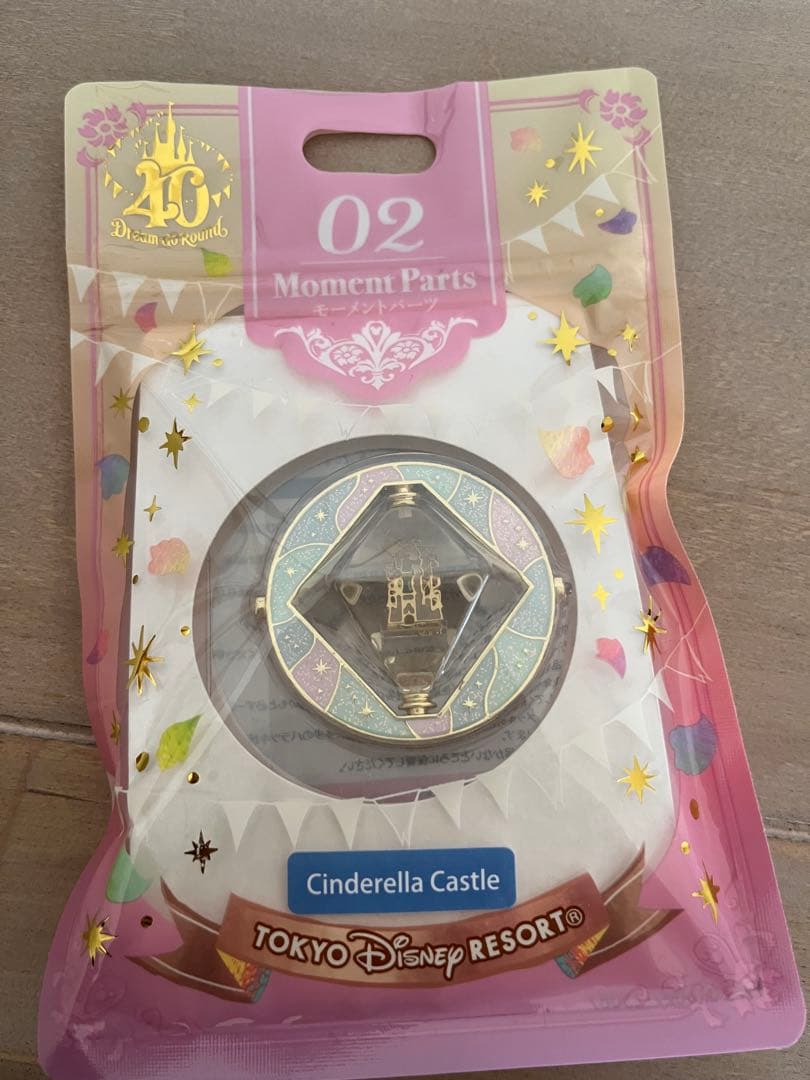 40
Dream Go Round
02
Moment Parts
モーメントパーツ
Cinderella Castle
TOKYO Disney RESORT®